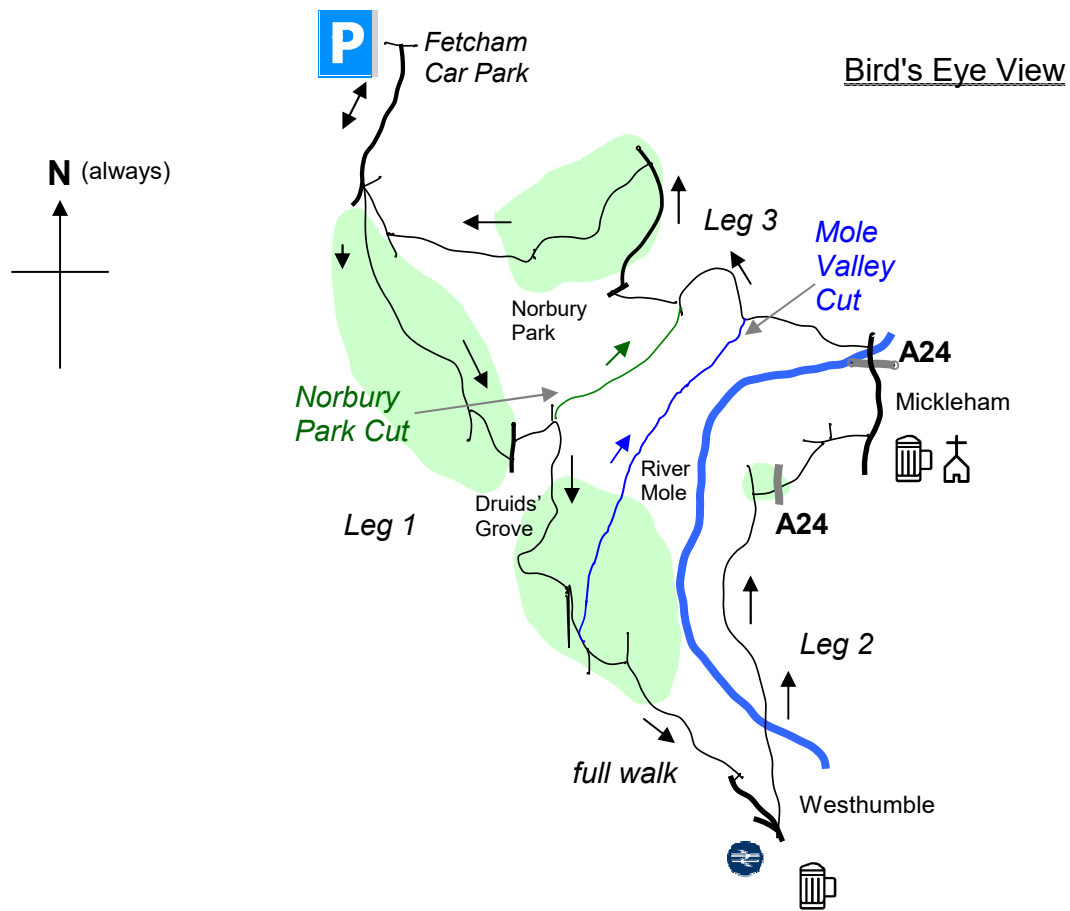 P
Fetcham
Car Park
Bird's Eye View
N (always)
Leg 3
Mole
Valley
Cut
Norbury
Park
A24
Mickleham
Norbury
Park Cut
River
Mole
Druids'
Grove
Leg 1
A24
Leg 2
full walk
Westhumble